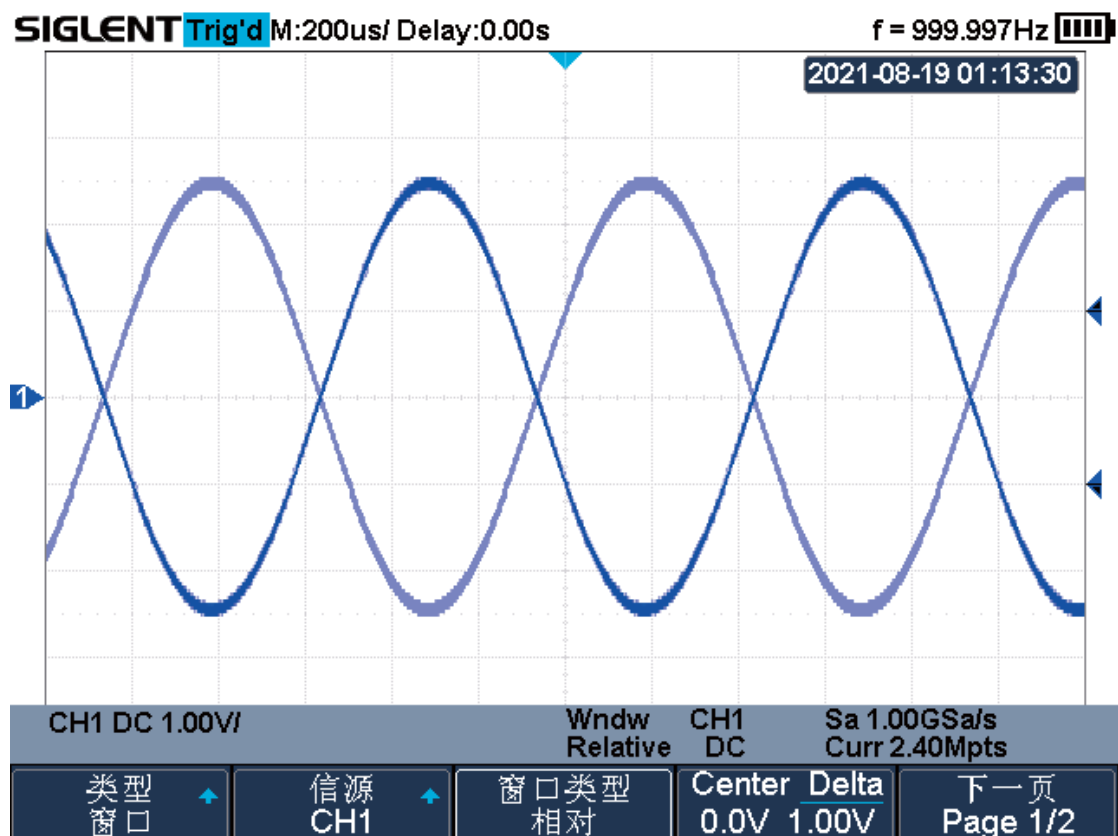 SIGLENT Trig'd M:200us/ Delay:0.00s f = 999.997Hz
2021-08-19 01:13:30
1
CH1 DC 1.00V/ Wndw CH1 Sa 1.00GSa/s
Relative DC Curr 2.40Mpts
类型 信源 窗口类型 Center Delta 下一页
窗口 CH1 相对 0.0V 1.00V Page 1/2